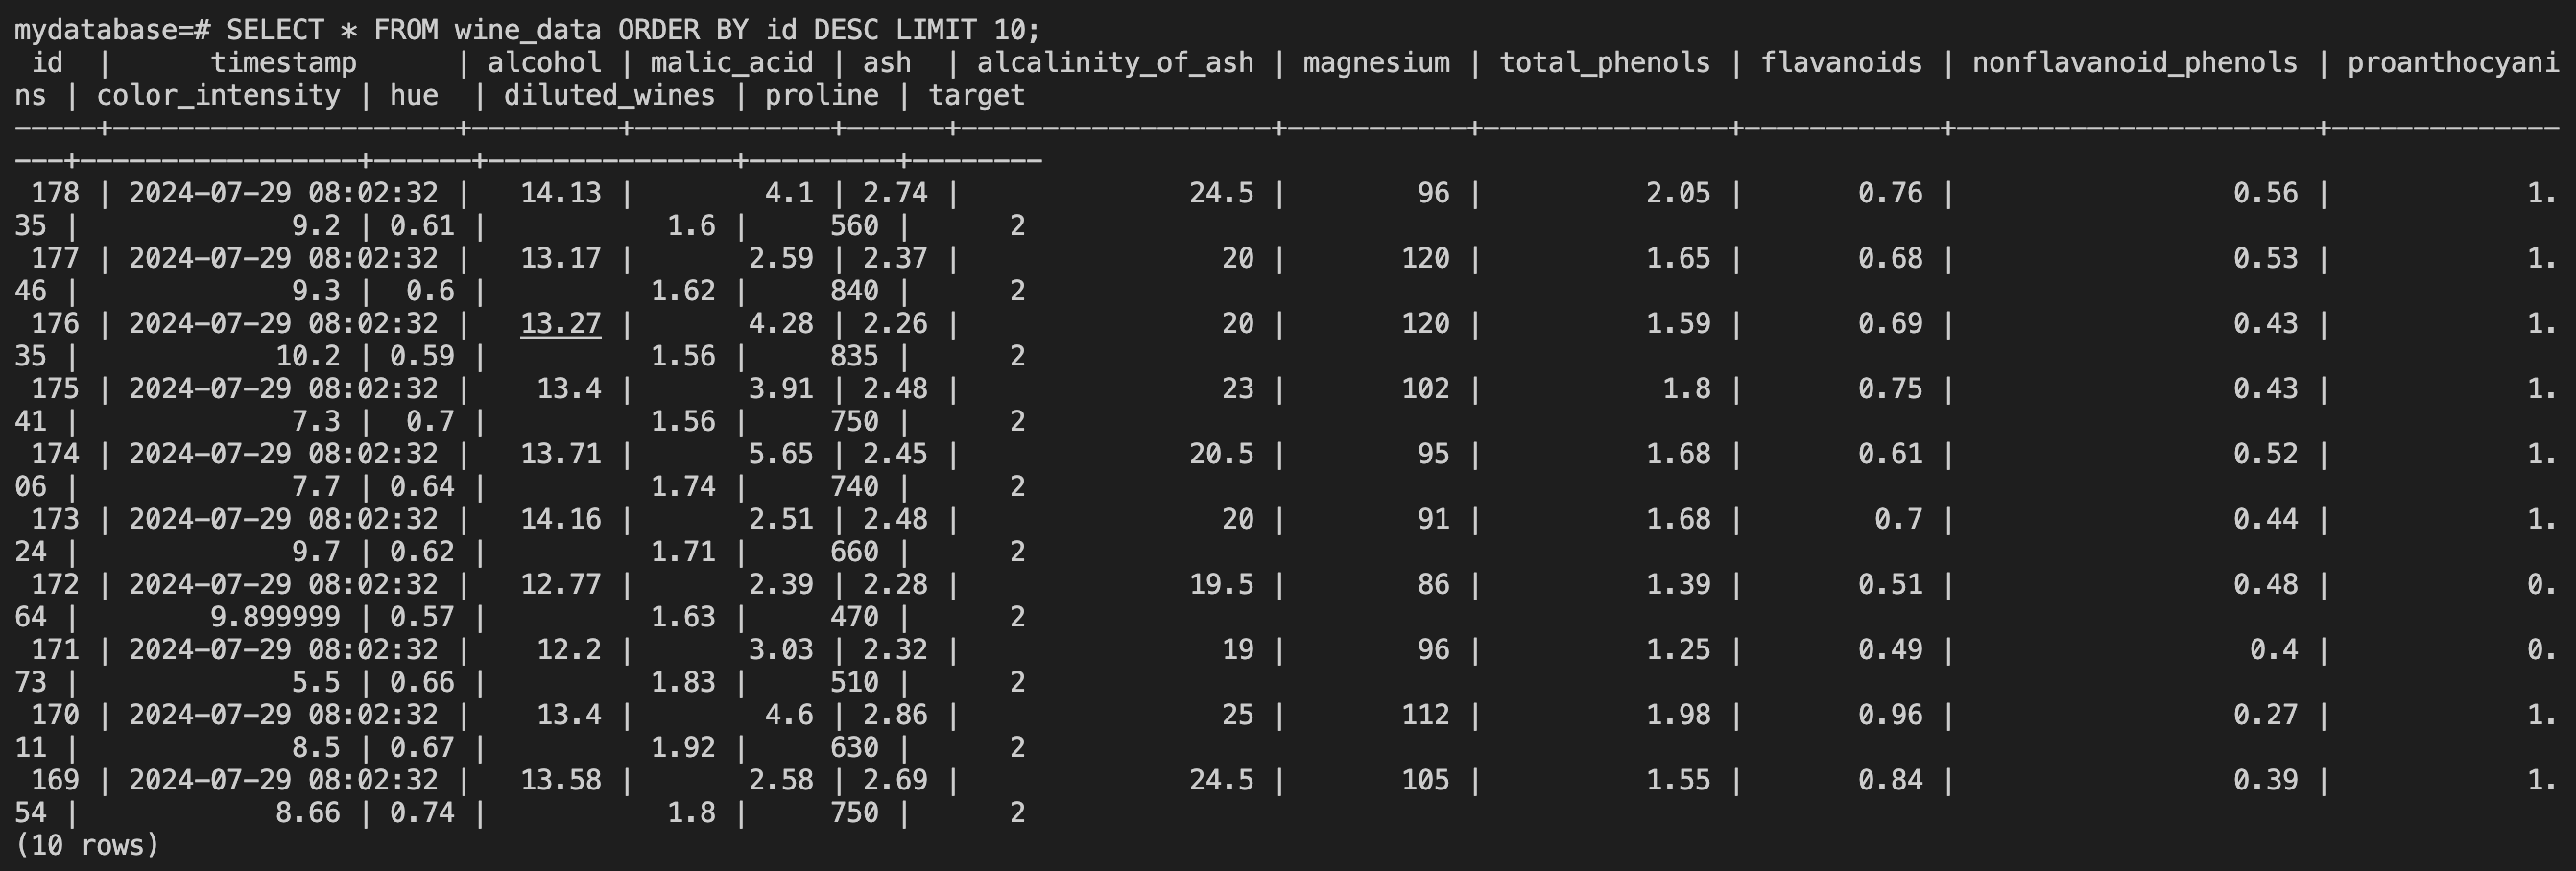 mydatabase=# SELECT * FROM wine_data ORDER BY id DESC LIMIT 10;
 id  |      timestamp      | alcohol | malic_acid | ash  | alcalinity_of_ash | magnesium | total_phenols | flavanoids | nonflavanoid_phenols | proanthocyani
ns | color_intensity | hue  | diluted_wines | proline | target
-----+---------------------+---------+------------+------+-------------------+-----------+---------------+------------+----------------------+--------------
---+-----------------+------+---------------+---------+--------
 178 | 2024-07-29 08:02:32 |   14.13 |        4.1 | 2.74 |              24.5 |        96 |          2.05 |       0.76 |                 0.56 |            1.
35 |             9.2 | 0.61 |           1.6 |     560 |      2
 177 | 2024-07-29 08:02:32 |   13.17 |       2.59 | 2.37 |                20 |       120 |          1.65 |       0.68 |                 0.53 |            1.
46 |             9.3 |  0.6 |          1.62 |     840 |      2
 176 | 2024-07-29 08:02:32 |   13.27 |       4.28 | 2.26 |                20 |       120 |          1.59 |       0.69 |                 0.43 |            1.
35 |            10.2 | 0.59 |          1.56 |     835 |      2
 175 | 2024-07-29 08:02:32 |    13.4 |       3.91 | 2.48 |                23 |       102 |           1.8 |       0.75 |                 0.43 |            1.
41 |             7.3 |  0.7 |          1.56 |     750 |      2
 174 | 2024-07-29 08:02:32 |   13.71 |       5.65 | 2.45 |              20.5 |        95 |          1.68 |       0.61 |                 0.52 |            1.
06 |             7.7 | 0.64 |          1.74 |     740 |      2
 173 | 2024-07-29 08:02:32 |   14.16 |       2.51 | 2.48 |                20 |        91 |          1.68 |        0.7 |                 0.44 |            1.
24 |             9.7 | 0.62 |          1.71 |     660 |      2
 172 | 2024-07-29 08:02:32 |   12.77 |       2.39 | 2.28 |              19.5 |        86 |          1.39 |       0.51 |                 0.48 |            0.
64 |        9.899999 | 0.57 |          1.63 |     470 |      2
 171 | 2024-07-29 08:02:32 |    12.2 |       3.03 | 2.32 |                19 |        96 |          1.25 |       0.49 |                  0.4 |            0.
73 |             5.5 | 0.66 |          1.83 |     510 |      2
 170 | 2024-07-29 08:02:32 |    13.4 |        4.6 | 2.86 |                25 |       112 |          1.98 |       0.96 |                 0.27 |            1.
11 |             8.5 | 0.67 |          1.92 |     630 |      2
 169 | 2024-07-29 08:02:32 |   13.58 |       2.58 | 2.69 |              24.5 |       105 |          1.55 |       0.84 |                 0.39 |            1.
54 |            8.66 | 0.74 |           1.8 |     750 |      2
(10 rows)